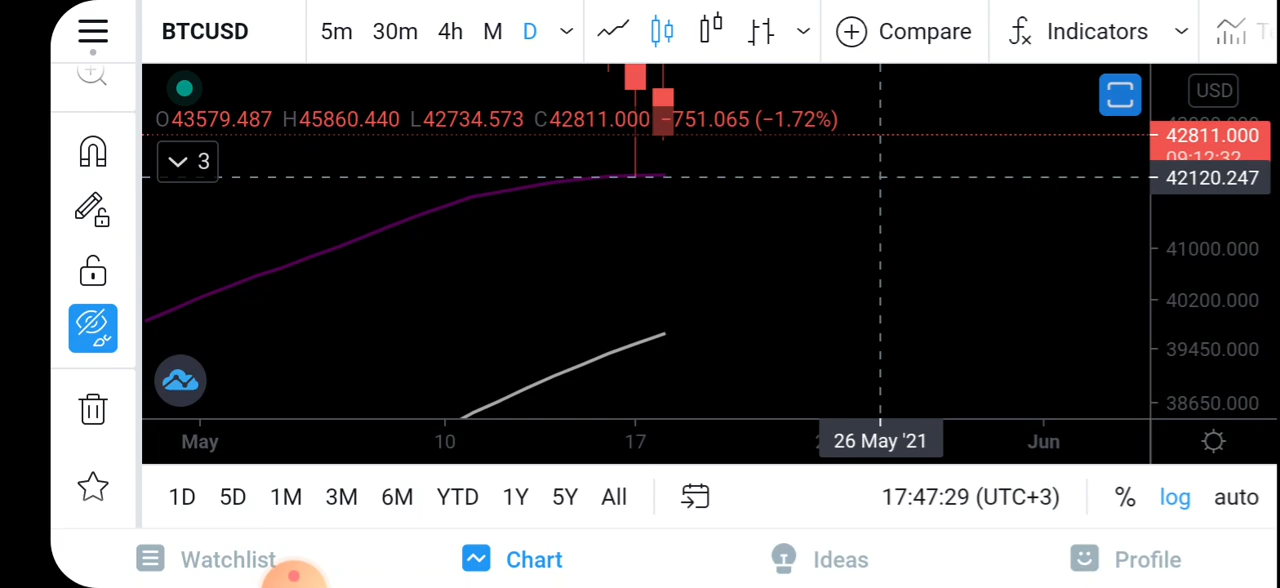 BTCUSD 5m 30m 4h M D Compare Indicators
O43579.487 H45860.440 L42734.573 C42811.000 −751.065 (−1.72%)
USD
42811.000
09:12:32
3
42120.247
41000.000
40200.000
39450.000
38650.000
May 10 17 26 May '21 Jun
1D 5D 1M 3M 6M YTD 1Y 5Y All 17:47:29 (UTC+3) % log auto
Watchlist Chart Ideas Profile